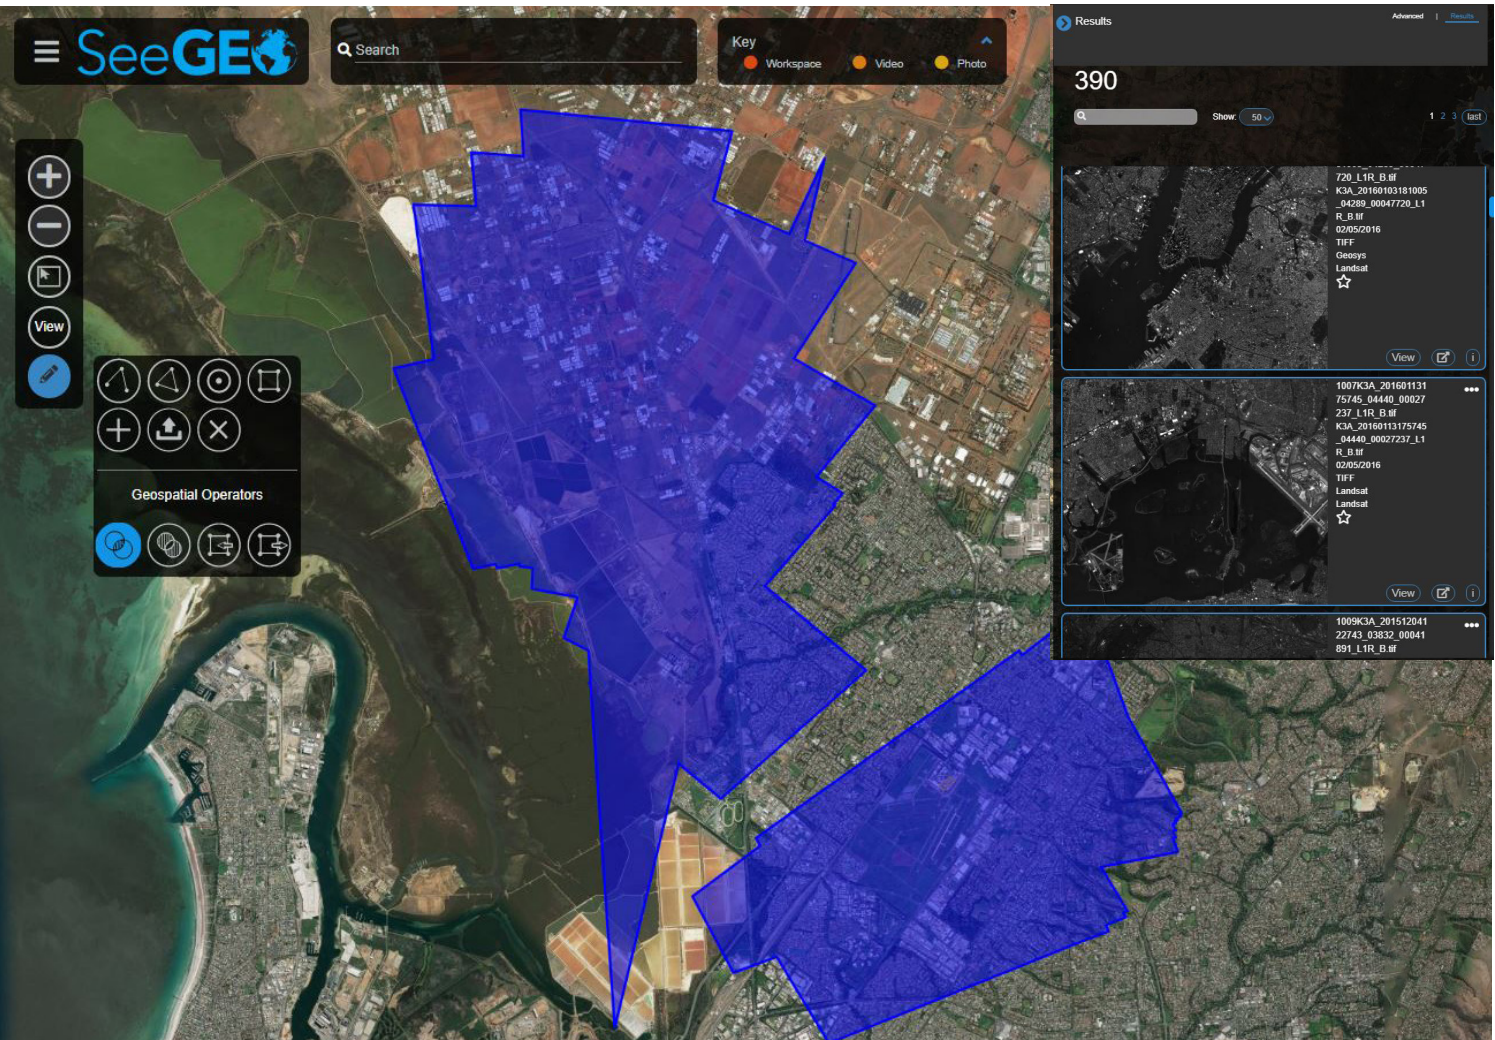 SeeGEO
Search
Key
Workspace
Video
Photo
View
Geospatial Operators
Results
Advanced | Results
390
Show: 50
1 2 3 last
720_L1R_B.tif
K3A_20160103181005
_04289_00047720_L1
R_B.tif
02/05/2016
TIFF
Geosys
Landsat
View
i
1007K3A_201601131
75745_04440_00027
237_L1R_B.tif
K3A_20160113175745
_04440_00027237_L1
R_B.tif
02/05/2016
TIFF
Landsat
Landsat
View
i
1009K3A_201512041
22743_03832_00041
891_L1R_B.tif